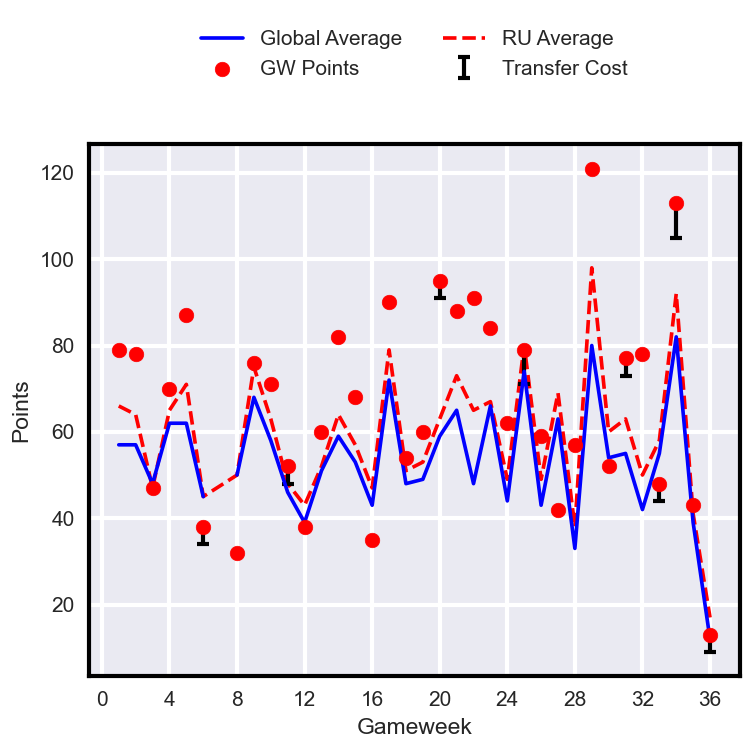 Global Average
RU Average
GW Points
Transfer Cost
120
100
80
60
40
20
Points
0 4 8 12 16 20 24 28 32 36
Gameweek